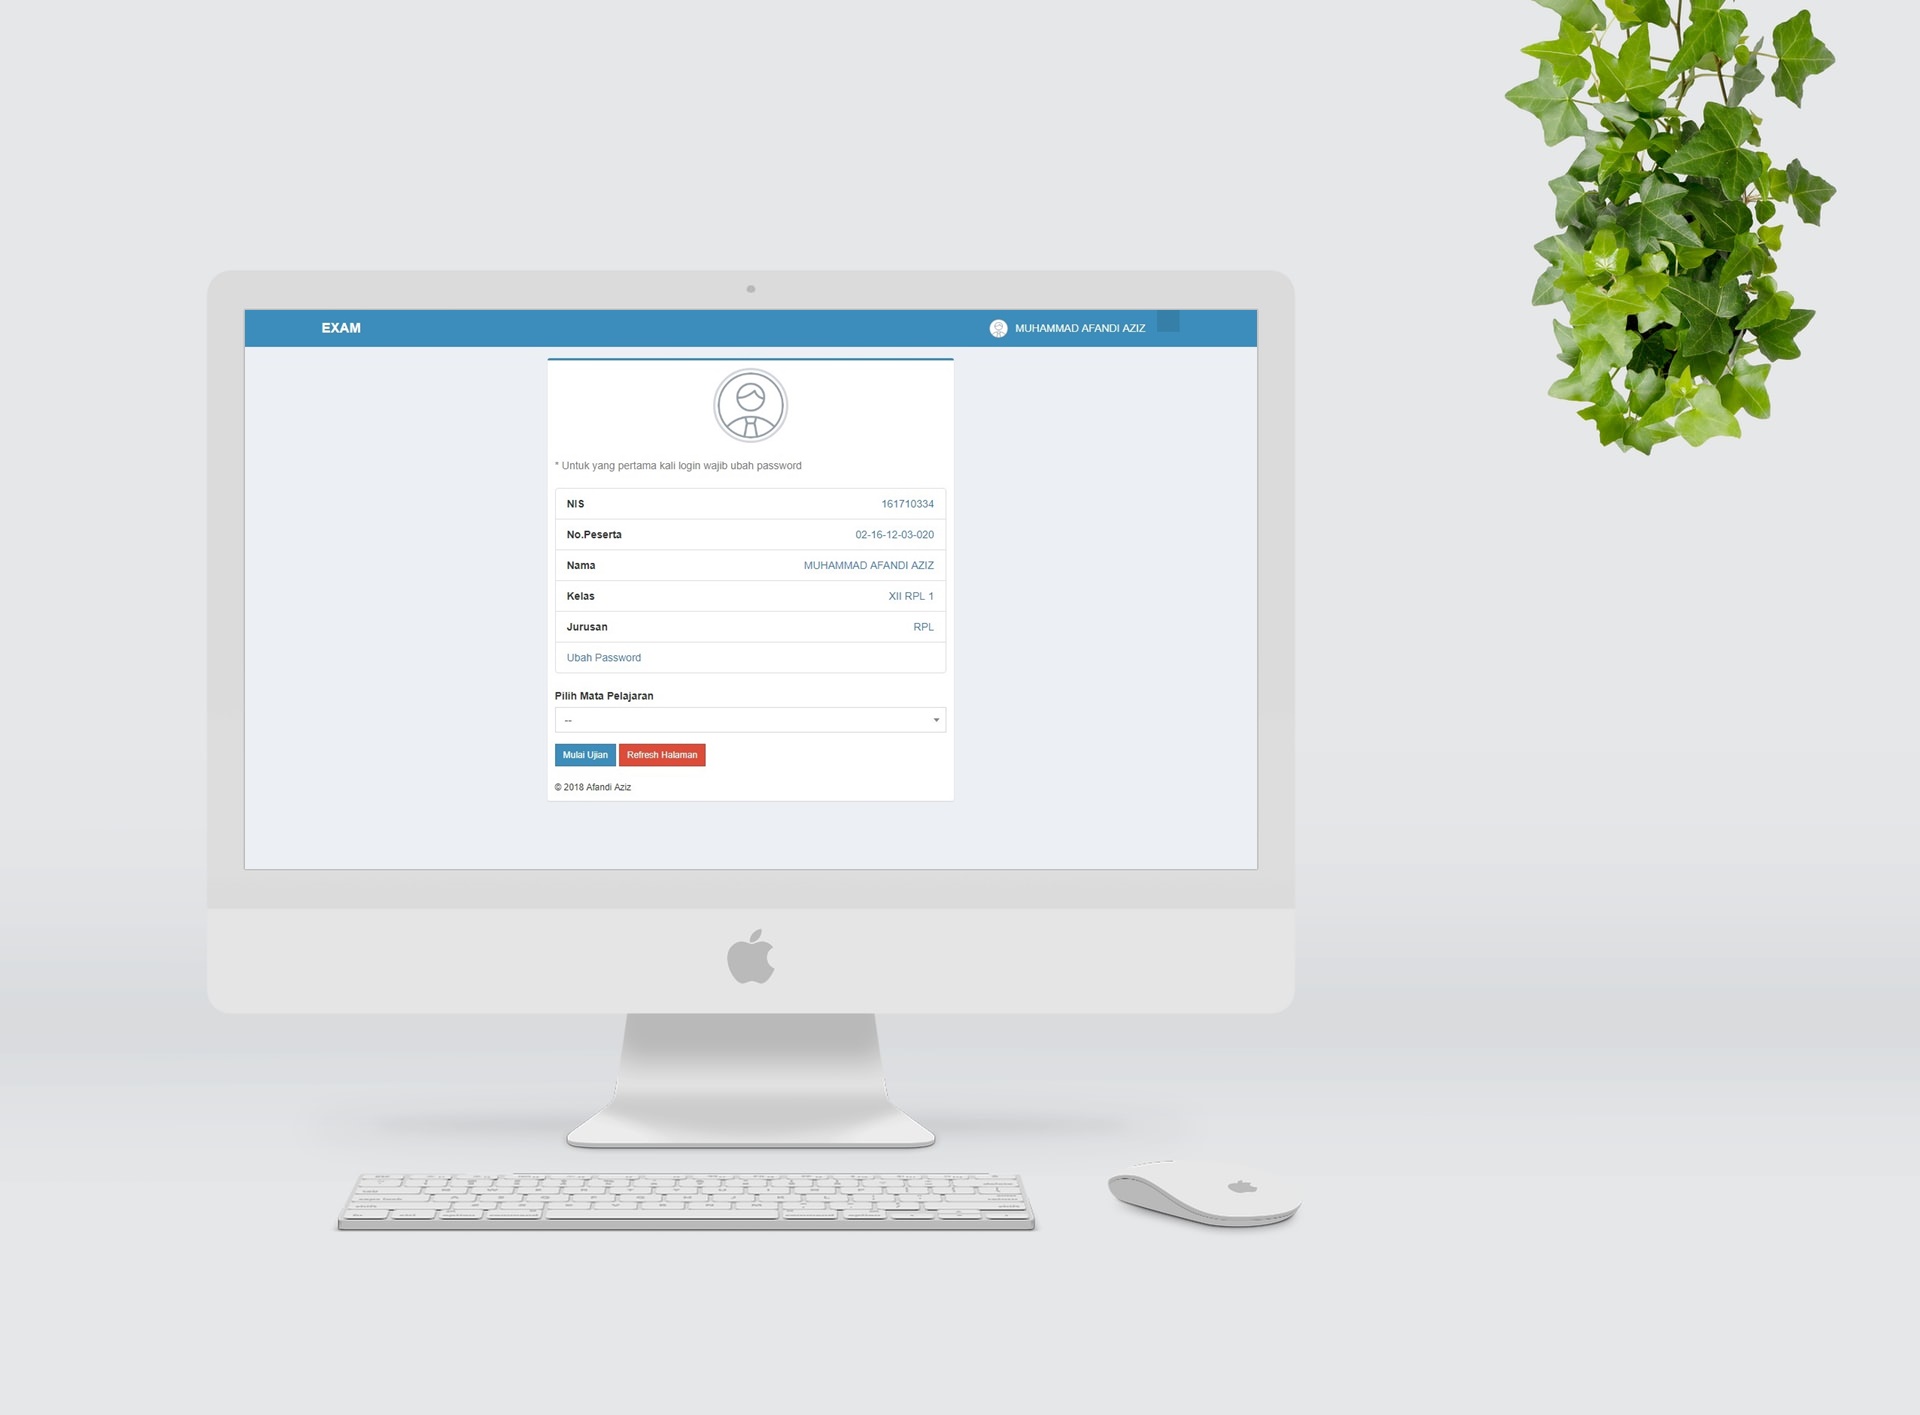 EXAM
MUHAMMAD AFANDI AZIZ
* Untuk yang pertama kali login wajib ubah password
NIS 161710334
No.Peserta 02-16-12-03-020
Nama MUHAMMAD AFANDI AZIZ
Kelas XII RPL 1
Jurusan RPL
Ubah Password
Pilih Mata Pelajaran
--
Mulai Ujian Refresh Halaman
© 2018 Afandi Aziz